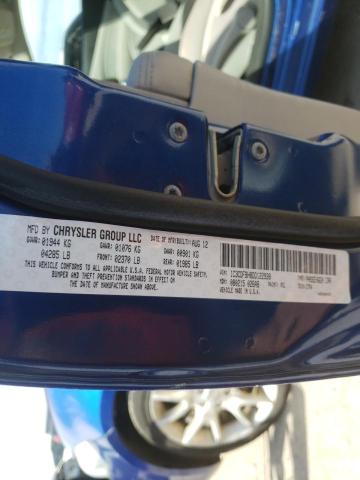 MFD BY CHRYSLER GROUP LLC DATE OF MFR(BUILT): AUG 12
GVWR: 01944 KG GAWR: 01076 KG GAWR: 00901 KG
04285 LB FRONT: 02370 LB REAR: 01985 LB
THIS VEHICLE CONFORMS TO ALL APPLICABLE U.S.A. FEDERAL MOTOR VEHICLE SAFETY,
BUMPER AND THEFT PREVENTION STANDARDS IN EFFECT ON
THE DATE OF MANUFACTURE SHOWN ABOVE.
VIN:
MDH:
VEHICLE MADE IN U.S.A.